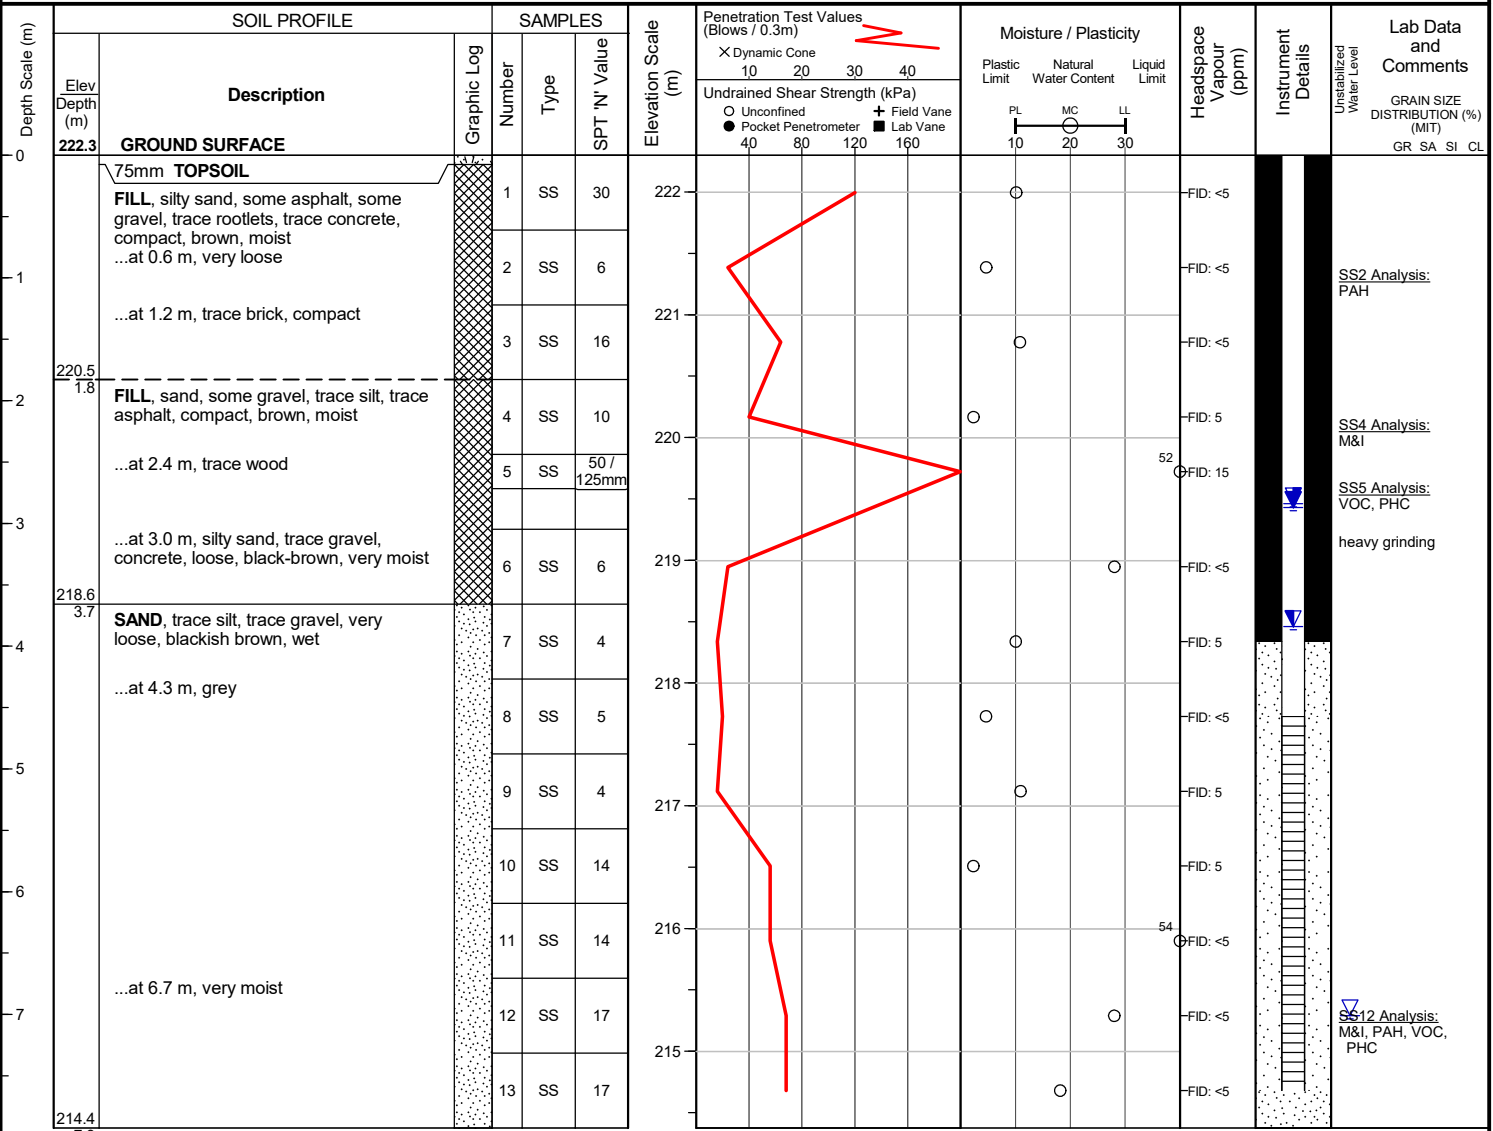 SOIL PROFILE
SAMPLES
Depth Scale (m)
Elev
Depth
(m)
222.3
Description
GROUND SURFACE
Graphic Log
Number
Type
SPT 'N' Value
Elevation Scale
(m)
Penetration Test Values
(Blows / 0.3m)
× Dynamic Cone
10 20 30 40
Undrained Shear Strength (kPa)
Unconfined
Field Vane
Pocket Penetrometer
Lab Vane
40 80 120 160
Moisture / Plasticity
Plastic
Limit
Natural
Water Content
Liquid
Limit
PL MC LL
10 20 30
Headspace
Vapour
(ppm)
Instrument
Details
Unstabilized
Water Level
Lab Data
and
Comments
GRAIN SIZE
DISTRIBUTION (%)
(MIT)
GR SA SI CL
0
75mm TOPSOIL
FILL, silty sand, some asphalt, some
gravel, trace rootlets, trace concrete,
compact, brown, moist
...at 0.6 m, very loose
1 SS 30
222
FID: <5
1
2 SS 6
FID: <5
SS2 Analysis:
PAH
...at 1.2 m, trace brick, compact
221
3 SS 16
FID: <5
220.5
1.8
2
FILL, sand, some gravel, trace silt, trace
asphalt, compact, brown, moist
4 SS 10
FID: 5
220
SS4 Analysis:
M&I
...at 2.4 m, trace wood
5 SS 50 /
125mm
52
FID: 15
SS5 Analysis:
VOC, PHC
3
...at 3.0 m, silty sand, trace gravel,
concrete, loose, black-brown, very moist
heavy grinding
219
6 SS 6
FID: <5
218.6
3.7
SAND, trace silt, trace gravel, very
loose, blackish brown, wet
4
7 SS 4
FID: 5
...at 4.3 m, grey
218
8 SS 5
FID: <5
5
9 SS 4
FID: 5
217
10 SS 14
FID: 5
6
216
11 SS 14
54
FID: <5
...at 6.7 m, very moist
7
12 SS 17
FID: <5
SS12 Analysis:
M&I, PAH, VOC,
PHC
215
13 SS 17
FID: <5
214.4